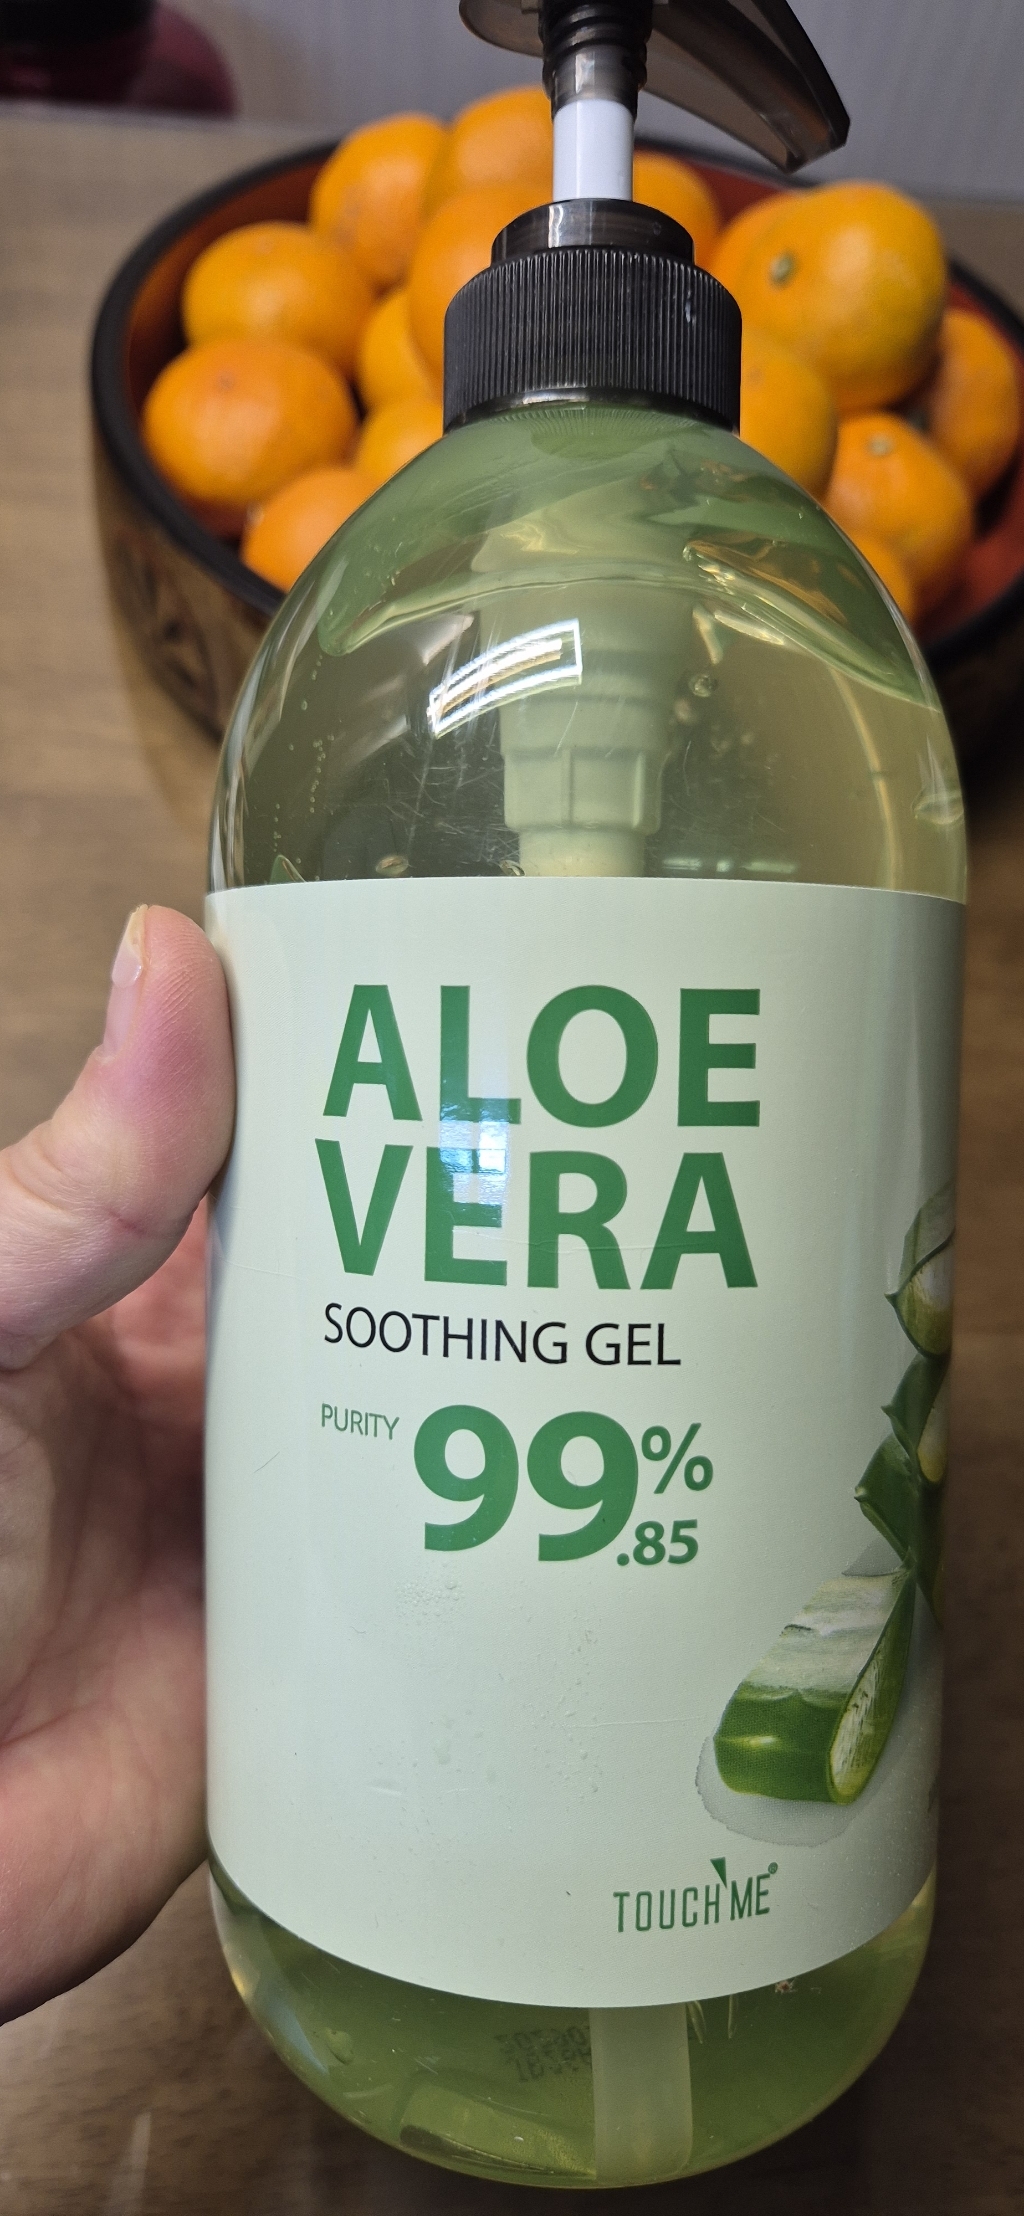 ALOE
VERA
SOOTHING GEL
PURITY 99.85%
TOUCH'ME®